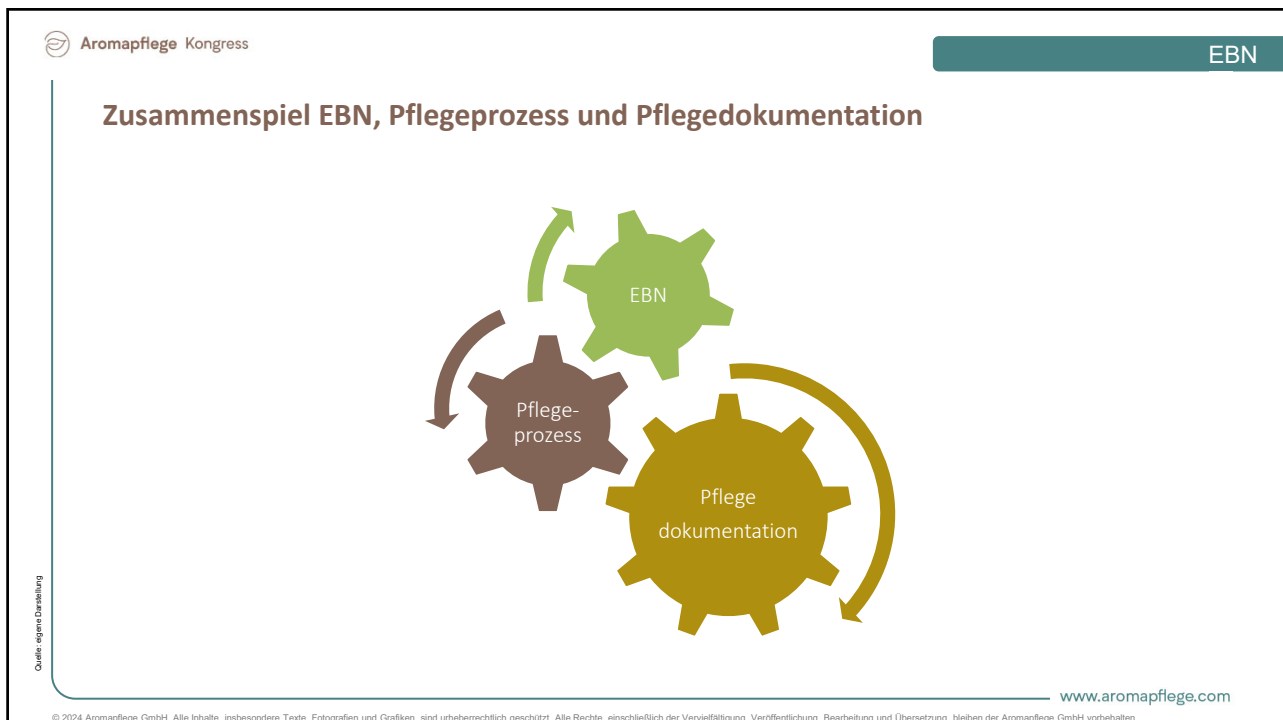 Aromapflege Kongress
EBN
Zusammenspiel EBN, Pflegeprozess und Pflegedokumentation
EBN
Pflege-
prozess
Pflege
dokumentation
Quelle: eigene Darstellung
www.aromapflege.com
© 2024 Aromapflege GmbH. Alle Inhalte, insbesondere Texte, Fotografien und Grafiken, sind urheberrechtlich geschützt. Alle Rechte, einschließlich der Vervielfältigung, Veröffentlichung, Bearbeitung und Übersetzung, bleiben der Aromapflege GmbH vorbehalten.